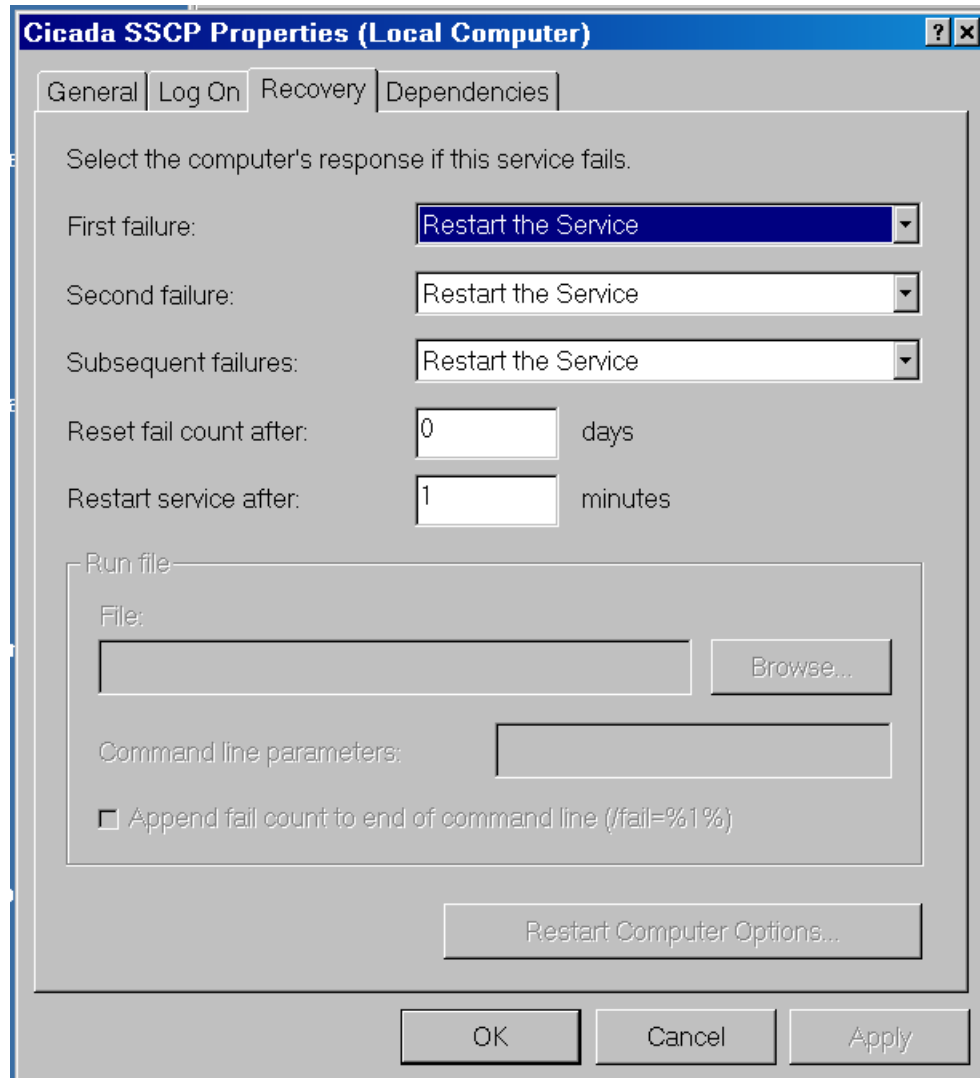 Cicada SSCP Properties (Local Computer)
General Log On Recovery Dependencies
Select the computer's response if this service fails.
First failure: Restart the Service
Second failure: Restart the Service
Subsequent failures: Restart the Service
Reset fail count after: 0 days
Restart service after: 1 minutes
Run file
File:
Browse...
Command line parameters:
Append fail count to end of command line (/fail=%1%)
Restart Computer Options...
OK Cancel Apply